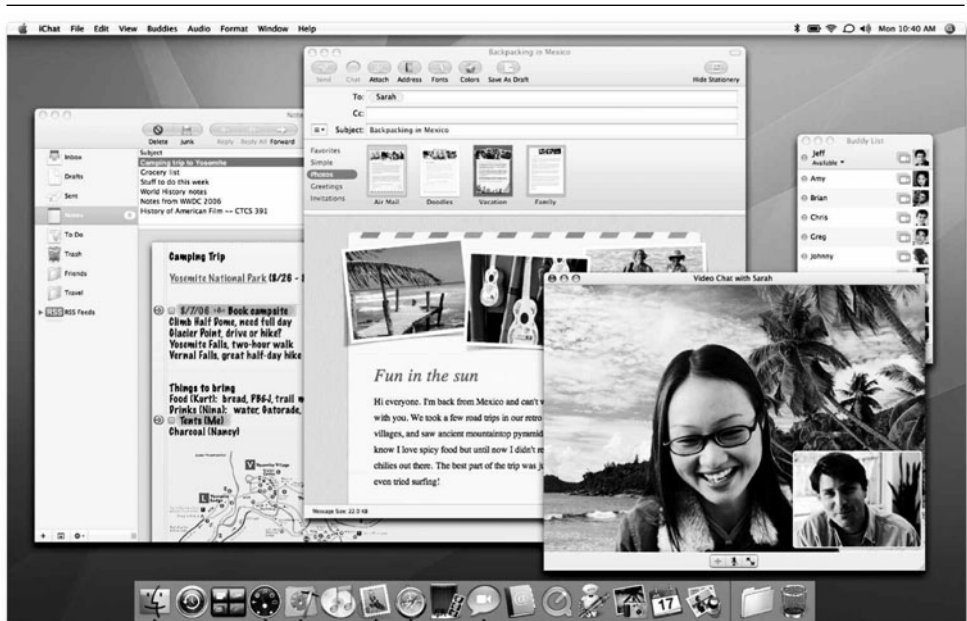 iChat File Edit View Buddies Audio Format Window Help
Mon 10:40 AM
Backpacking in Mexico
Send Chat Attach Address Fonts Colors Save As Draft
Hide Stationery
To: Sarah
Cc:
Subject: Backpacking in Mexico
Favorites
Simple
Photos
Greetings
Invitations
Air Mail Doodles Vacation Family
Fun in the sun
Hi everyone. I'm back from Mexico and can't
with you. We took a few road trips in our retro
villages, and saw ancient mountaintop pyramid
know I love spicy food but until now I didn't
chilies out there. The best part of the trip was
even tried surfing!
Message Size: 22.0 KB
Note
Delete Junk Reply Reply All Forward
Inbox
Drafts
Sent
Notes
To Do
Trash
Friends
Travel
RSS RSS Feeds
Subject
Camping trip to Yosemite
Grocery list
Stuff to do this week
World History notes
Notes from WWDC 2006
History of American Film -- CTCS 391
Camping Trip
Yosemite National Park (8/26 -
8/7/06 Book campsite
Climb Half Dome, need full day
Glacier Point, drive or hike?
Yosemite Falls, two-hour walk
Vernal Falls, great half-day hike
Things to bring
Food (Kurt): bread, PB&J, trail
Drinks (Nina): water, Gatorade,
Tents (Me)
Charcoal (Nancy)
Yosemite Village
Buddy List
Jeff
Available
Amy
Brian
Chris
Greg
Johnny
Video Chat with Sarah
17